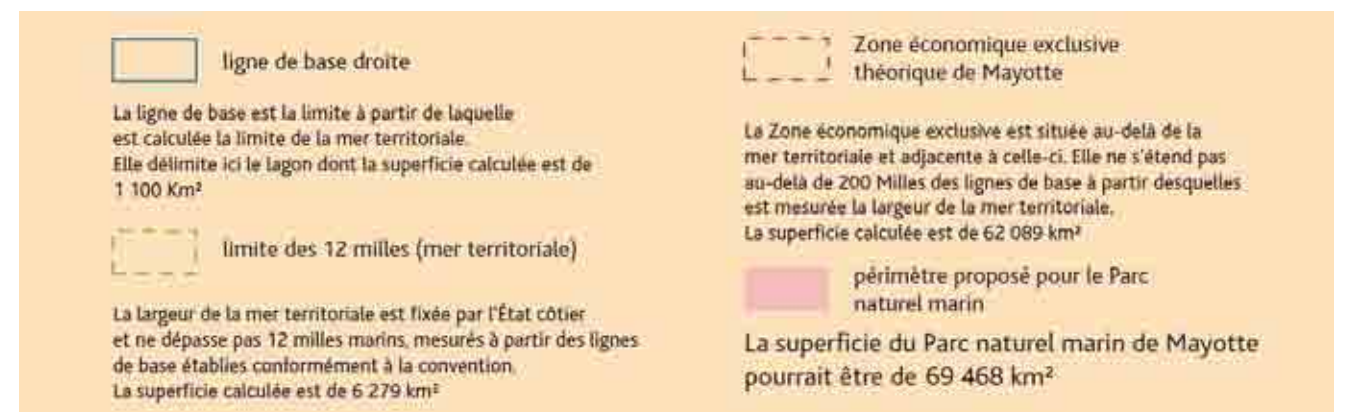 ligne de base droite
La ligne de base est la limite à partir de laquelle
est calculée la limite de la mer territoriale.
Elle délimite ici le lagon dont la superficie calculée est de
1 100 Km²
limite des 12 milles (mer territoriale)
La largeur de la mer territoriale est fixée par l'État côtier
et ne dépasse pas 12 milles marins, mesurés à partir des lignes
de base établies conformément à la convention.
La superficie calculée est de 6 279 km²
Zone économique exclusive
théorique de Mayotte
La Zone économique exclusive est située au-delà de la
mer territoriale et adjacente à celle-ci. Elle ne s'étend pas
au-delà de 200 Milles des lignes de base à partir desquelles
est mesurée la largeur de la mer territoriale.
La superficie calculée est de 62 089 km²
périmètre proposé pour le Parc
naturel marin
La superficie du Parc naturel marin de Mayotte
pourrait être de 69 468 km²